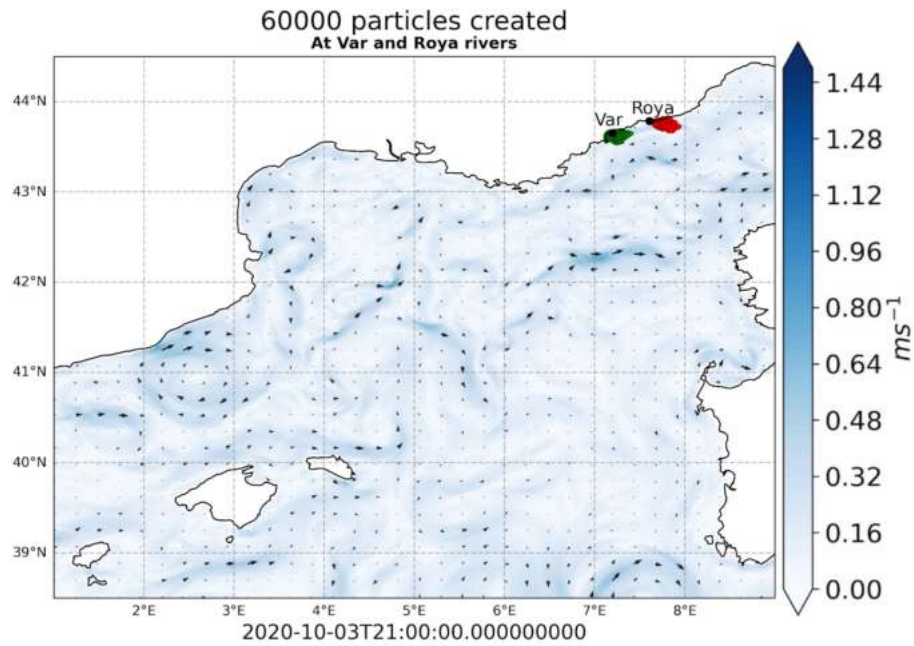 60000 particles created
At Var and Roya rivers
44°N
43°N
42°N
41°N
40°N
39°N
Var
Roya
2°E 3°E 4°E 5°E 6°E 7°E 8°E
2020-10-03T21:00:00.000000000
1.44
1.28
1.12
0.96
0.80
0.64
0.48
0.32
0.16
0.00
ms⁻¹